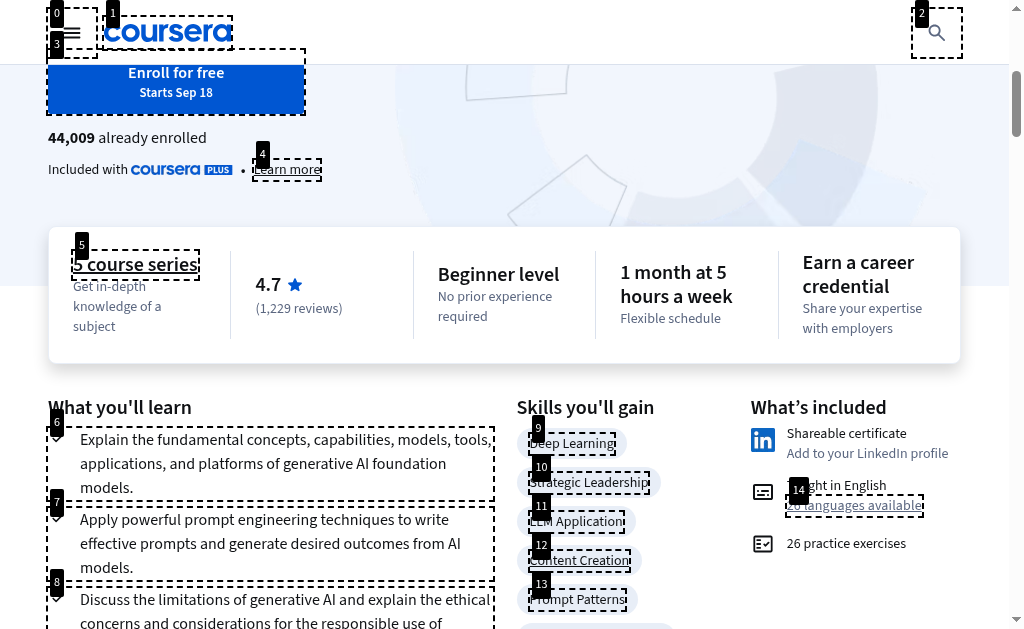 0
1
2
3
coursera
Enroll for free
Starts Sep 18
44,009 already enrolled
4
Included with coursera PLUS • Learn more
5
5 course series
Get in-depth
knowledge of a
subject
4.7
(1,229 reviews)
Beginner level
No prior experience
required
1 month at 5
hours a week
Flexible schedule
Earn a career
credential
Share your expertise
with employers
What you'll learn
6
Explain the fundamental concepts, capabilities, models, tools,
applications, and platforms of generative AI foundation
models.
7
Apply powerful prompt engineering techniques to write
effective prompts and generate desired outcomes from AI
models.
8
Discuss the limitations of generative AI and explain the ethical
concerns and considerations for the responsible use of
Skills you'll gain
9
Deep Learning
10
Strategic Leadership
11
LLM Application
12
Content Creation
13
Prompt Patterns
What's included
Shareable certificate
Add to your LinkedIn profile
14
Taught in English
26 languages available
26 practice exercises